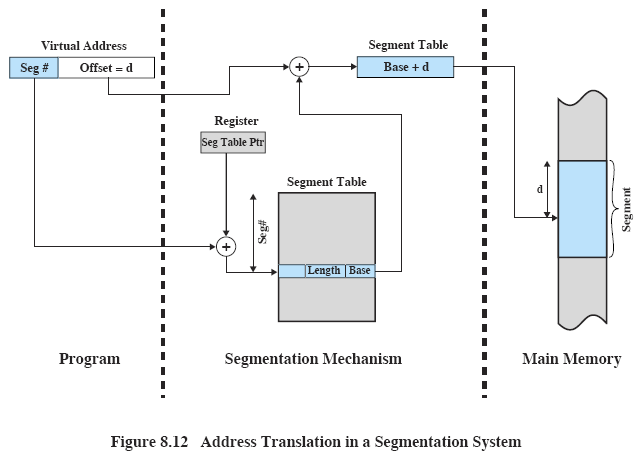 Virtual Address
Seg # Offset = d
Segment Table
Base + d
Register
Seg Table Ptr
Segment Table
Seg#
Length Base
d
Segment
Program
Segmentation Mechanism
Main Memory
Figure 8.12 Address Translation in a Segmentation System